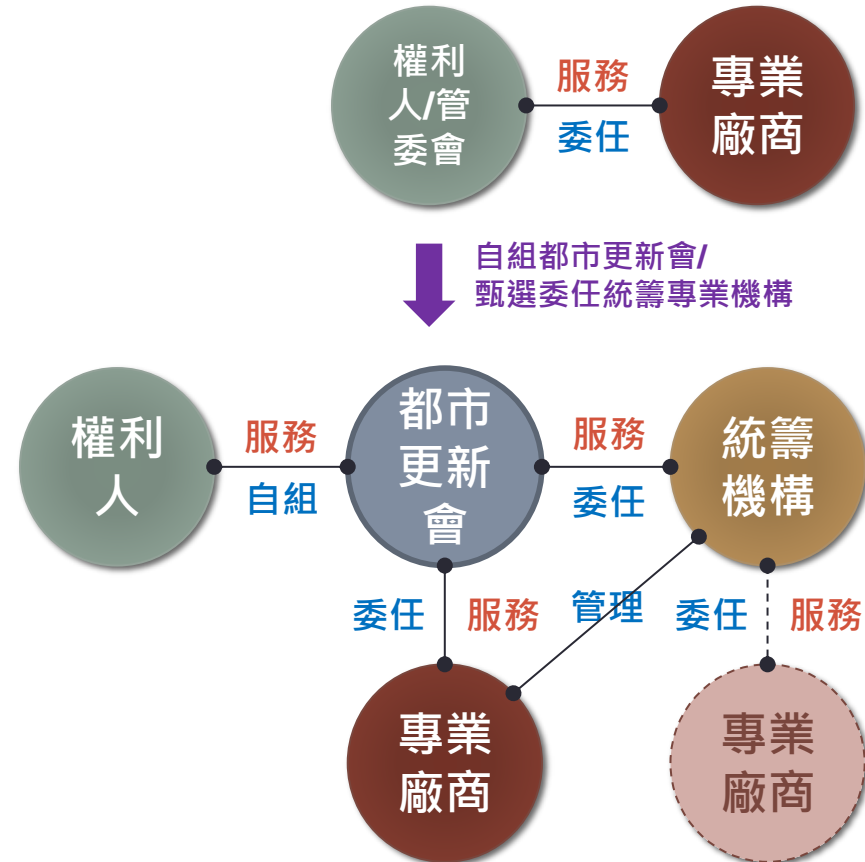 權利
人/管
委會
服務
委任
專業
廠商
自組都市更新會/
甄選委任統籌專業機構
權利
人
服務
自組
都市
更新
會
服務
委任
統籌
機構
委任
服務
管理
委任
服務
專業
廠商
專業
廠商